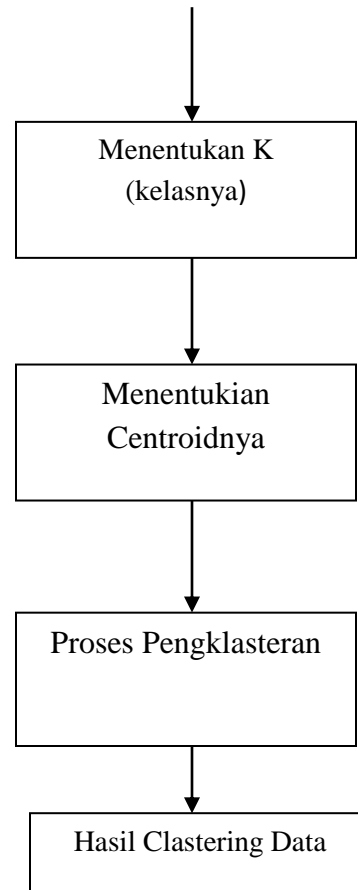 Menentukan K
(kelasnya)
Menentukian
Centroidnya
Proses Pengklasteran
Hasil Clastering Data